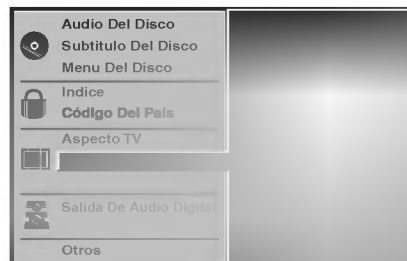 Audio Del Disco
Subtitulo Del Disco
Menu Del Disco
Indice
Código Del País
Aspecto TV
Salida De Audio Digital
Otros